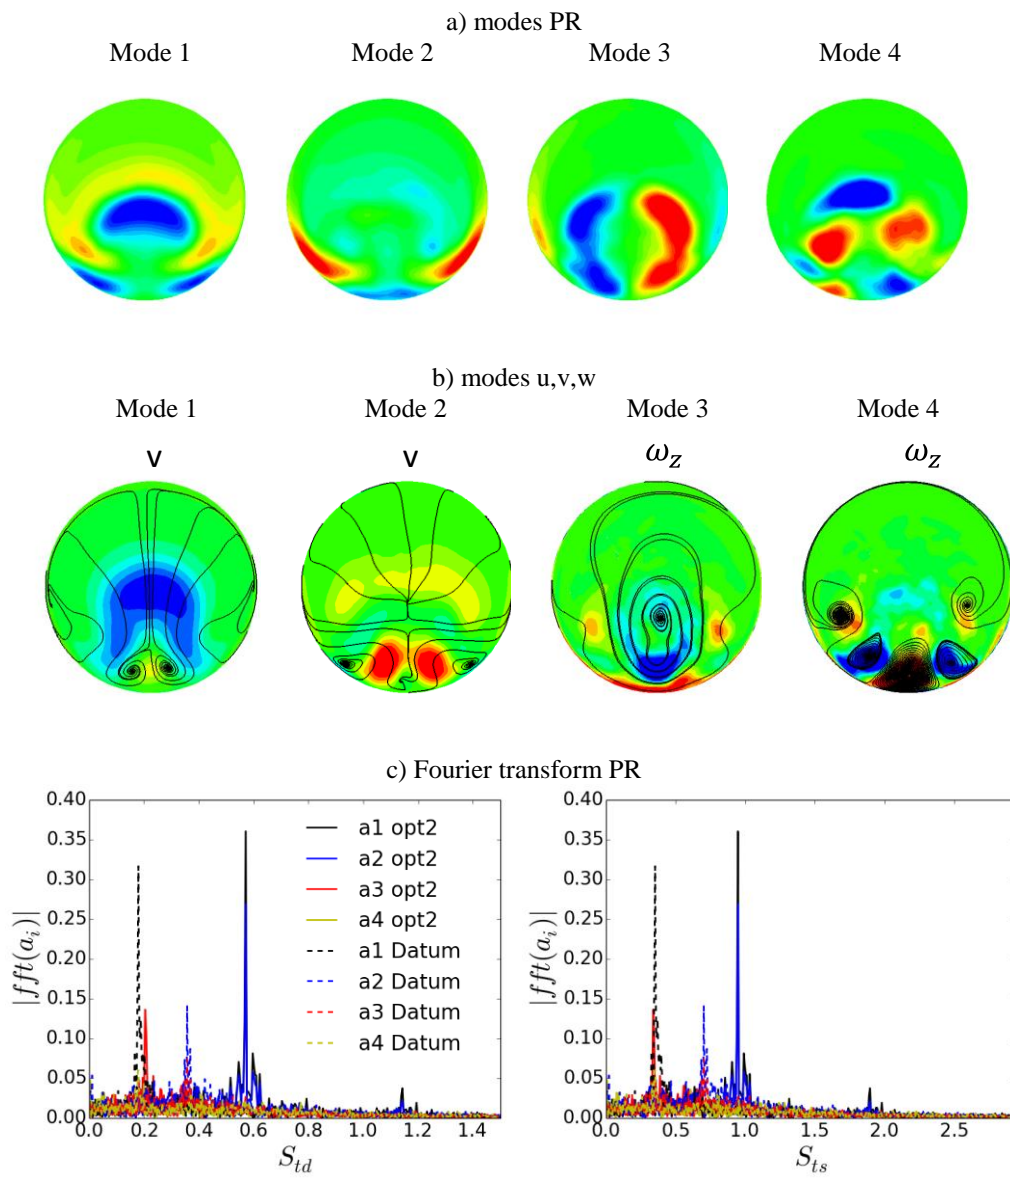 a) modes PR
Mode 1 Mode 2 Mode 3 Mode 4
b) modes u,v,w
Mode 1 Mode 2 Mode 3 Mode 4
v v ω_z ω_z
c) Fourier transform PR
0.40 0.40
0.35 0.35
0.30 0.30
0.25 0.25
0.20 0.20
0.15 0.15
0.10 0.10
0.05 0.05
0.00 0.00
|fft(a_i)| |fft(a_i)|
a1 opt2
a2 opt2
a3 opt2
a4 opt2
a1 Datum
a2 Datum
a3 Datum
a4 Datum
0.0 0.2 0.4 0.6 0.8 1.0 1.2 1.4 0.0 0.5 1.0 1.5 2.0 2.5
S_{td} S_{ts}